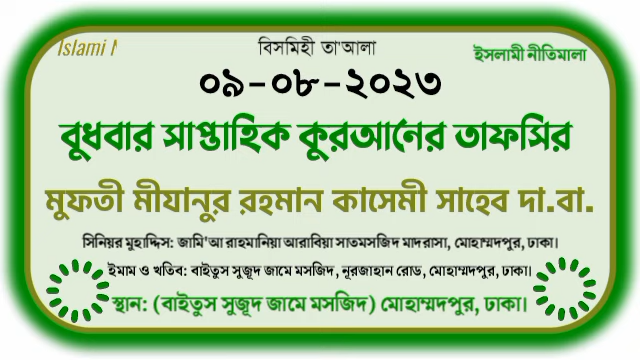 Islami
বিসমিহী তা'আলা
ইসলামী নীতিমালা
০৯-০৮-২০২৩
বুধবার সাপ্তাহিক কুরআনের তাফসির
মুফতী মীযানুর রহমান কাসেমী সাহেব দা.বা.
সিনিয়র মুহাদ্দিস: জামি'আ রাহমানিয়া আরাবিয়া সাতমসজিদ মাদরাসা, মোহাম্মদপুর, ঢাকা।
ইমাম ও খতিব: বাইতুস সুজূদ জামে মসজিদ, নূরজাহান রোড, মোহাম্মদপুর, ঢাকা।
স্থান: (বাইতুস সুজূদ জামে মসজিদ) মোহাম্মদপুর, ঢাকা।